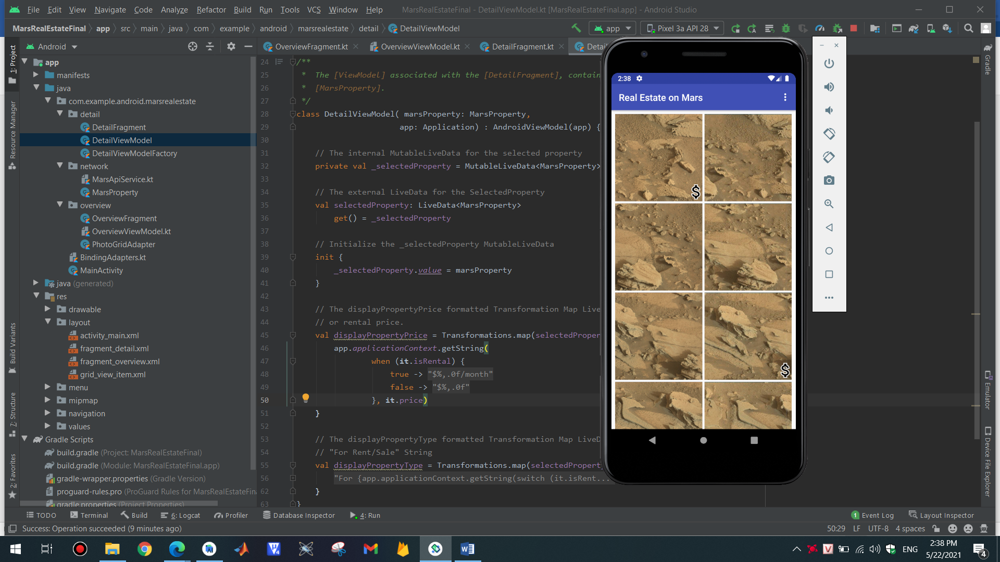 File Edit View Navigate Code Analyze Refactor Build Run Tools VCS Window Help MarsRealEstateFinal - DetailViewModel.kt [MarsRealEstateFinal.app] - Android Studio
MarsRealEstateFinal app src main java com example android marsrealestate detail DetailViewModel app Pixel 3a API 28
Android OverviewFragment.kt OverviewViewModel.kt DetailFragment.kt Detai
1: Project
Resource Manager
Build Variants
7: Structure
2: Favorites
app
manifests
java
com.example.android.marsrealestate
detail
DetailFragment
DetailViewModel
DetailViewModelFactory
network
MarsApiService.kt
MarsProperty
overview
OverviewFragment
OverviewViewModel.kt
PhotoGridAdapter
BindingAdapters.kt
MainActivity
java (generated)
res
drawable
layout
activity_main.xml
fragment_detail.xml
fragment_overview.xml
grid_view_item.xml
menu
mipmap
navigation
values
Gradle Scripts
build.gradle (Project: MarsRealEstateFinal)
build.gradle (Module: MarsRealEstateFinal.app)
gradle-wrapper.properties (Gradle Version)
proguard-rules.pro (ProGuard Rules for MarsRealEstateFina
gradle.properties (Project Properties)
24 /**
25 * The [ViewModel] associated with the [DetailFragment], contain
26 * [MarsProperty].
27 */
28 class DetailViewModel( marsProperty: MarsProperty,
29 app: Application) : AndroidViewModel(app) {
30
31 // The internal MutableLiveData for the selected property
32 private val _selectedProperty = MutableLiveData<MarsProperty>
33
34 // The external LiveData for the SelectedProperty
35 val selectedProperty: LiveData<MarsProperty>
36 get() = _selectedProperty
37
38 // Initialize the _selectedProperty MutableLiveData
39 init {
40 _selectedProperty.value = marsProperty
41 }
42
43 // The displayPropertyPrice formatted Transformation Map Live
44 // or rental price.
45 val displayPropertyPrice = Transformations.map(selectedProper
46 app.applicationContext.getString(
47 when (it.isRental) {
48 true -> "$%,.0f/month"
49 false -> "$%,.0f"
50 }, it.price)
51 }
52
53 // The displayPropertyType formatted Transformation Map LiveD
54 // "For Rent/Sale" String
55 val displayPropertyType = Transformations.map(selectedPropert
56 "For {app.applicationContext.getString(switch (it.isRent...
62 }
63 }
2:38
Real Estate on Mars
$
$
Gradle
Emulator
Device File Explorer
TODO Terminal Build 6: Logcat Profiler Database Inspector 4: Run 1 Event Log Layout Inspector
Success: Operation succeeded (9 minutes ago) 50:29 LF UTF-8 4 spaces
ENG 2:38 PM
5/22/2021
4